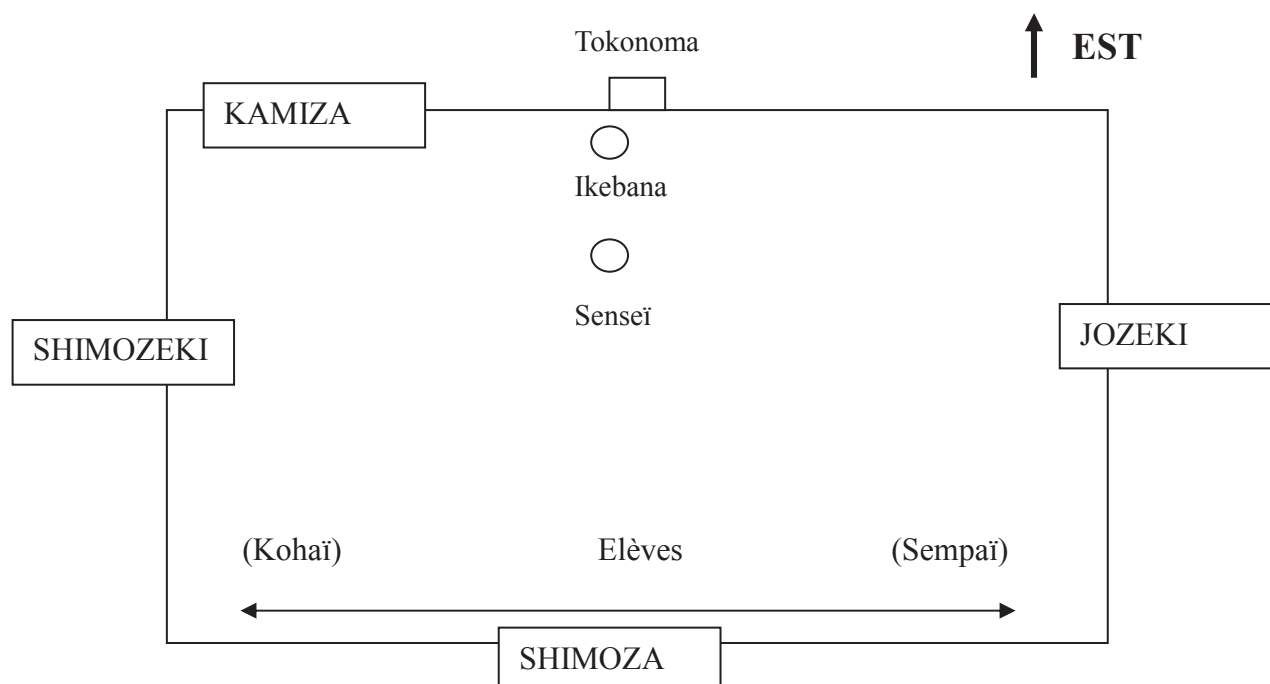 Tokonoma
EST
KAMIZA
Ikebana
Senseï
SHIMOZEKI
JOZEKI
(Kohaï) Elèves (Sempaï)
SHIMOZA